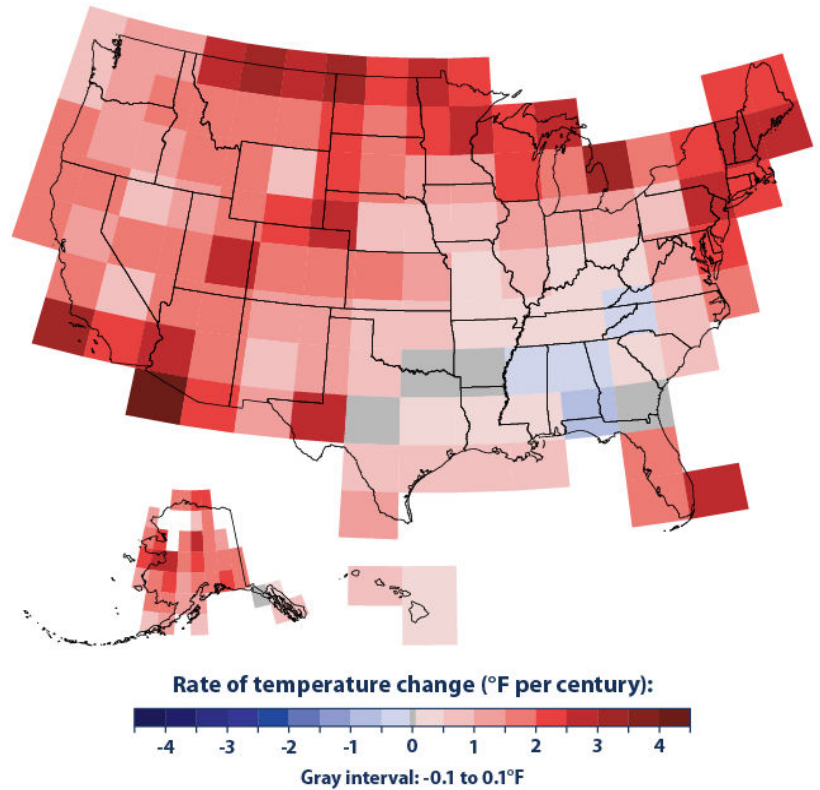 Rate of temperature change (°F per century):
-4 -3 -2 -1 0 1 2 3 4
Gray interval: -0.1 to 0.1°F